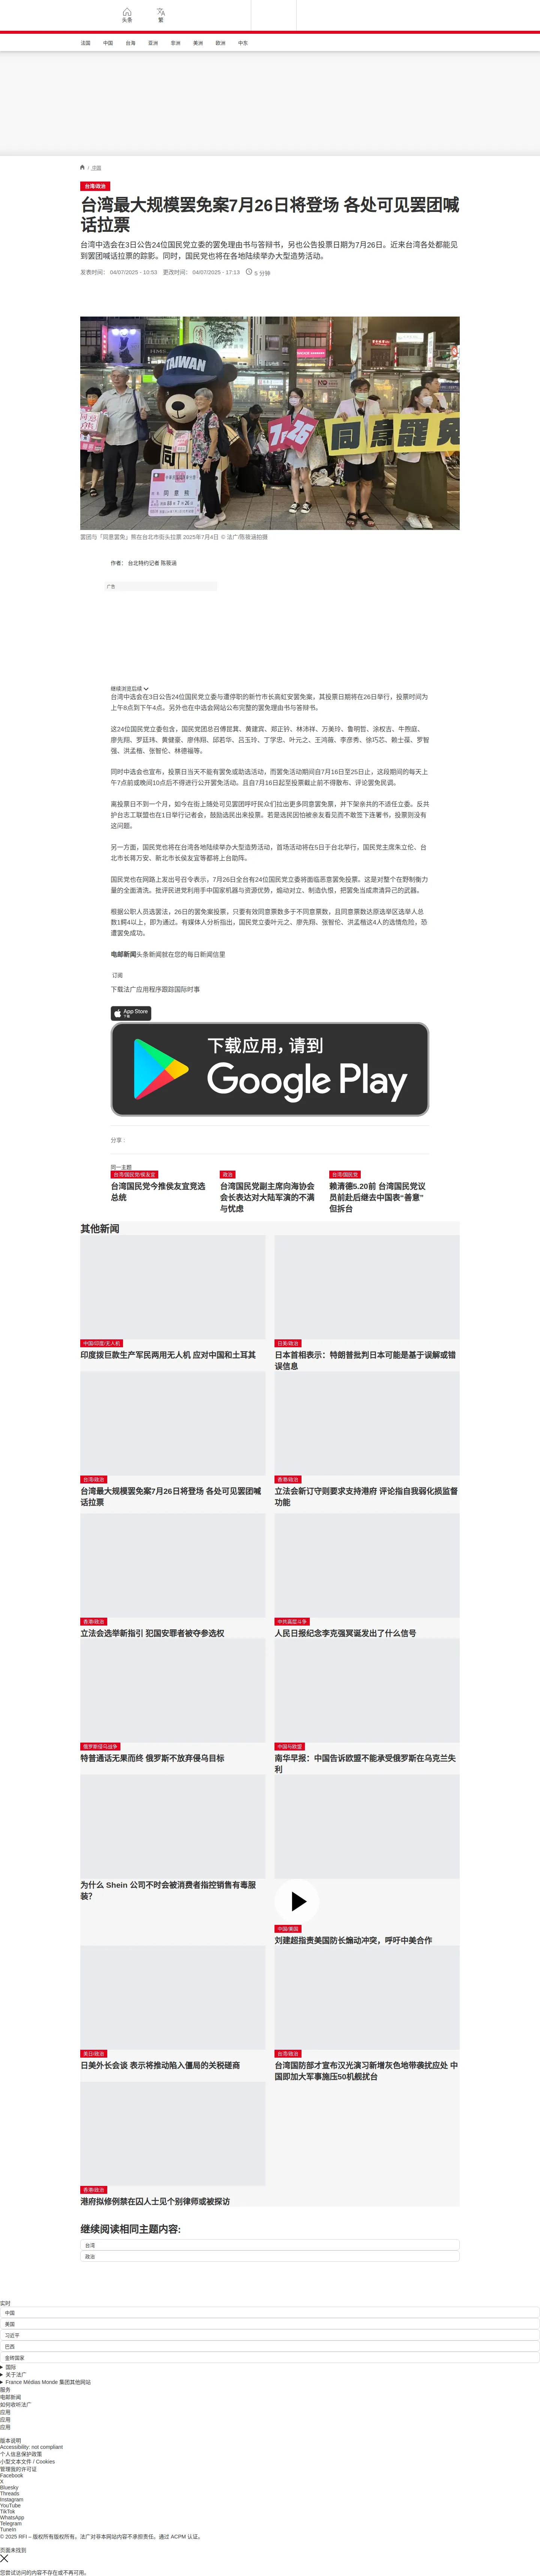 头条
繁
法国
中国
台海
亚洲
非洲
美洲
欧洲
中东
/ 中国
台湾/政治
台湾最大规模罢免案7月26日将登场 各处可见罢团喊
话拉票
台湾中选会在3日公告24位国民党立委的罢免理由书与答辩书，另也公告投票日期为7月26日。近来台湾各处都能见
到罢团喊话拉票的踪影。同时，国民党也将在各地陆续举办大型造势活动。
发表时间： 04/07/2025 - 10:53 更改时间： 04/07/2025 - 17:13 5 分钟
TAIWAN
7/26
同意罷免
罢团与「同意罢免」熊在台北市街头拉票 2025年7月4日 © 法广/陈筱涵拍摄
作者： 台北特约记者 陈筱涵
广告
继续浏览后续
台湾中选会在3日公告24位国民党立委与遭停职的新竹市长高虹安罢免案，其投票日期将在26日举行，投票时间为
上午8点到下午4点。另外也在中选会网站公布完整的罢免理由书与答辩书。
这24位国民党立委包含，国民党团总召傅昆萁、黄建宾、郑正钤、林沛祥、万美玲、鲁明哲、涂权吉、牛煦庭、
廖先翔、罗廷玮、黄健豪、廖伟翔、邱若华、吕玉玲、丁学忠、叶元之、王鸿薇、李彦秀、徐巧芯、赖士葆、罗智
强、洪孟楷、张智伦、林德福等。
同时中选会也宣布，投票日当天不能有罢免或助选活动，而罢免活动期间自7月16日至25日止，这段期间的每天上
午7点前或晚间10点后不得进行公开罢免活动。且自7月16日起至投票截止前不得散布、评论罢免民调。
离投票日不到一个月，如今在街上随处可见罢团呼吁民众们拉出更多同意罢免票，并下架余共的不适任立委。反共
护台志工联盟也在1日举行记者会，鼓励选民出来投票。若是选民因怕被亲友看见而不敢签下连署书，投票则没有
这问题。
另一方面，国民党也将在台湾各地陆续举办大型造势活动，首场活动将在5日于台北举行，国民党主席朱立伦、台
北市长蒋万安、新北市长侯友宜等都将上台助阵。
国民党也在网路上发出号召令表示，7月26日全台有24位国民党立委将面临恶意罢免投票。这是对整个在野制衡力
量的全面清洗。批评民进党利用手中国家机器与资源优势，煽动对立、制造仇恨，把罢免当成肃清异己的武器。
根据公职人员选罢法，26日的罢免案投票，只要有效同意票数多于不同意票数，且同意票数达原选举区选举人总
数1/4以上，即为通过。有媒体人分析指出，国民党立委叶元之、廖先翔、张智伦、洪孟楷这4人的选情危险，恐
遭罢免成功。
电邮新闻头条新闻就在您的每日新闻信里
订阅
下载法广应用程序跟踪国际时事
App Store
下载
下载应用，请到
Google Play
分享 :
同一主题
台湾/国民党/侯友宜
台湾国民党今推侯友宜竞选
总统
政治
台湾国民党副主席向海协会
会长表达对大陆军演的不满
与忧虑
台湾/国民党
赖清德5.20前 台湾国民党议
员前赴后继去中国表“善意”
但拆台
其他新闻
中国/印度/无人机
印度拨巨款生产军民两用无人机 应对中国和土耳其
日美/政治
日本首相表示：特朗普批判日本可能是基于误解或错
误信息
台湾/政治
台湾最大规模罢免案7月26日将登场 各处可见罢团喊
话拉票
香港/政治
立法会新订守则要求支持港府 评论指自我弱化损监督
功能
香港/政治
立法会选举新指引 犯国安罪者被夺参选权
中共高层斗争
人民日报纪念李克强冥诞发出了什么信号
俄罗斯侵乌战争
特普通话无果而终 俄罗斯不放弃侵乌目标
中国与欧盟
南华早报：中国告诉欧盟不能承受俄罗斯在乌克兰失
利
为什么 Shein 公司不时会被消费者指控销售有毒服
装？
中国/美国
刘建超指责美国防长煽动冲突，呼吁中美合作
美日/政治
日美外长会谈 表示将推动陷入僵局的关税磋商
台湾/政治
台湾国防部才宣布汉光演习新增灰色地带袭扰应处 中
国即加大军事施压50机舰扰台
香港/政治
港府拟修例禁在囚人士见个别律师或被探访
继续阅读相同主题内容:
台湾
政治
实时
中国
美国
习近平
巴西
金砖国家
国际
关于法广
France Médias Monde 集团其他网站
服务
电邮新闻
如何收听法广
应用
应用
应用
版本说明
Accessibility: not compliant
个人信息保护政策
小型文本文件 / Cookies
管理我的许可证
Facebook
X
Bluesky
Threads
Instagram
YouTube
TikTok
WhatsApp
Telegram
TuneIn
© 2025 RFI – 版权所有版权所有。法广对非本网站内容不承担责任。通过 ACPM 认证。
页面未找到
您尝试访问的内容不存在或不再可用。